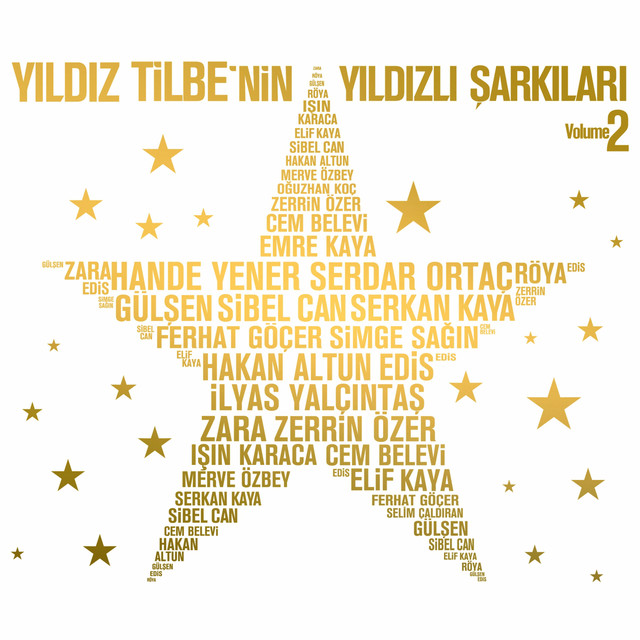 YILDIZ TİLBE'NİN YILDIZLI ŞARKILARI
Volume 2
ZARA
RÖYA
GÜLŞEN
RÖYA
IŞIN
KARACA
ELİF KAYA
SİBEL CAN
HAKAN ALTUN
MERVE ÖZBEY
OĞUZHAN KOÇ
ZERRİN ÖZER
CEM BELEVİ
EMRE KAYA
GÜLŞEN ZARA HANDE YENER SERDAR ORTAÇ RÖYA EDİS
EDİS ZERRİN ÖZER
SİMGE SAĞIN GÜLŞEN SİBEL CAN SERKAN KAYA
SİBEL CAN FERHAT GÖÇER SİMGE SAĞIN CEM BELEVİ
ELİF KAYA HAKAN ALTUN EDİS EDİS
İLYAS YALÇINTAŞ
ZARA ZERRİN ÖZER
IŞIN KARACA CEM BELEVİ
MERVE ÖZBEY EDİS ELİF KAYA
SERKAN KAYA FERHAT GÖÇER
SİBEL CAN SELİM ÇALDIRAN
CEM BELEVİ GÜLŞEN
HAKAN SİBEL CAN
ALTUN ELİF KAYA
GÜLŞEN RÖYA
EDİS GÜLŞEN
RÖYA EDİS